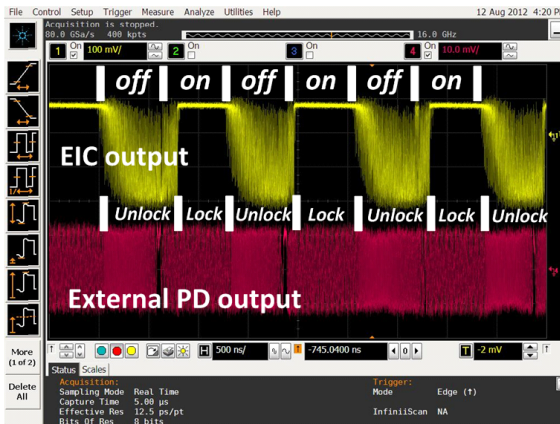 File Control Setup Trigger Measure Analyze Utilities Help 12 Aug 2012 4:20 P
Acquisition is stopped.
80.0 GSa/s 400 kpts 16.0 GHz
1 On 100 mV/ 2 On 3 On 4 On 10.0 mV/
off on off on off on
EIC output
Unlock Lock Unlock Lock Unlock Lock Unlock
External PD output
More
(1 of 2)
Delete
All
H 500 ns/ -745.0400 ns 0 T -2 mV
Status Scales
Acquisition: Trigger:
Sampling Mode Real Time Mode Edge (↑)
Capture Time 5.00 µs
Effective Res 12.5 ps/pt InfiniiScan NA
Bits Of Res 8 bits